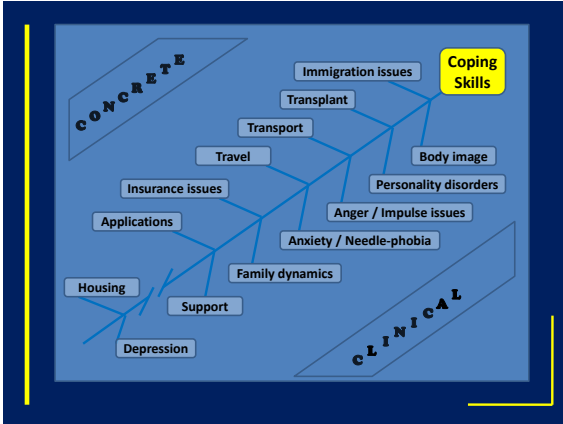 CONCRETE
Coping
Skills
Immigration issues
Transplant
Transport
Travel
Insurance issues
Applications
Housing
Body image
Personality disorders
Anger / Impulse issues
Anxiety / Needle-phobia
Family dynamics
Support
Depression
CLINICAL